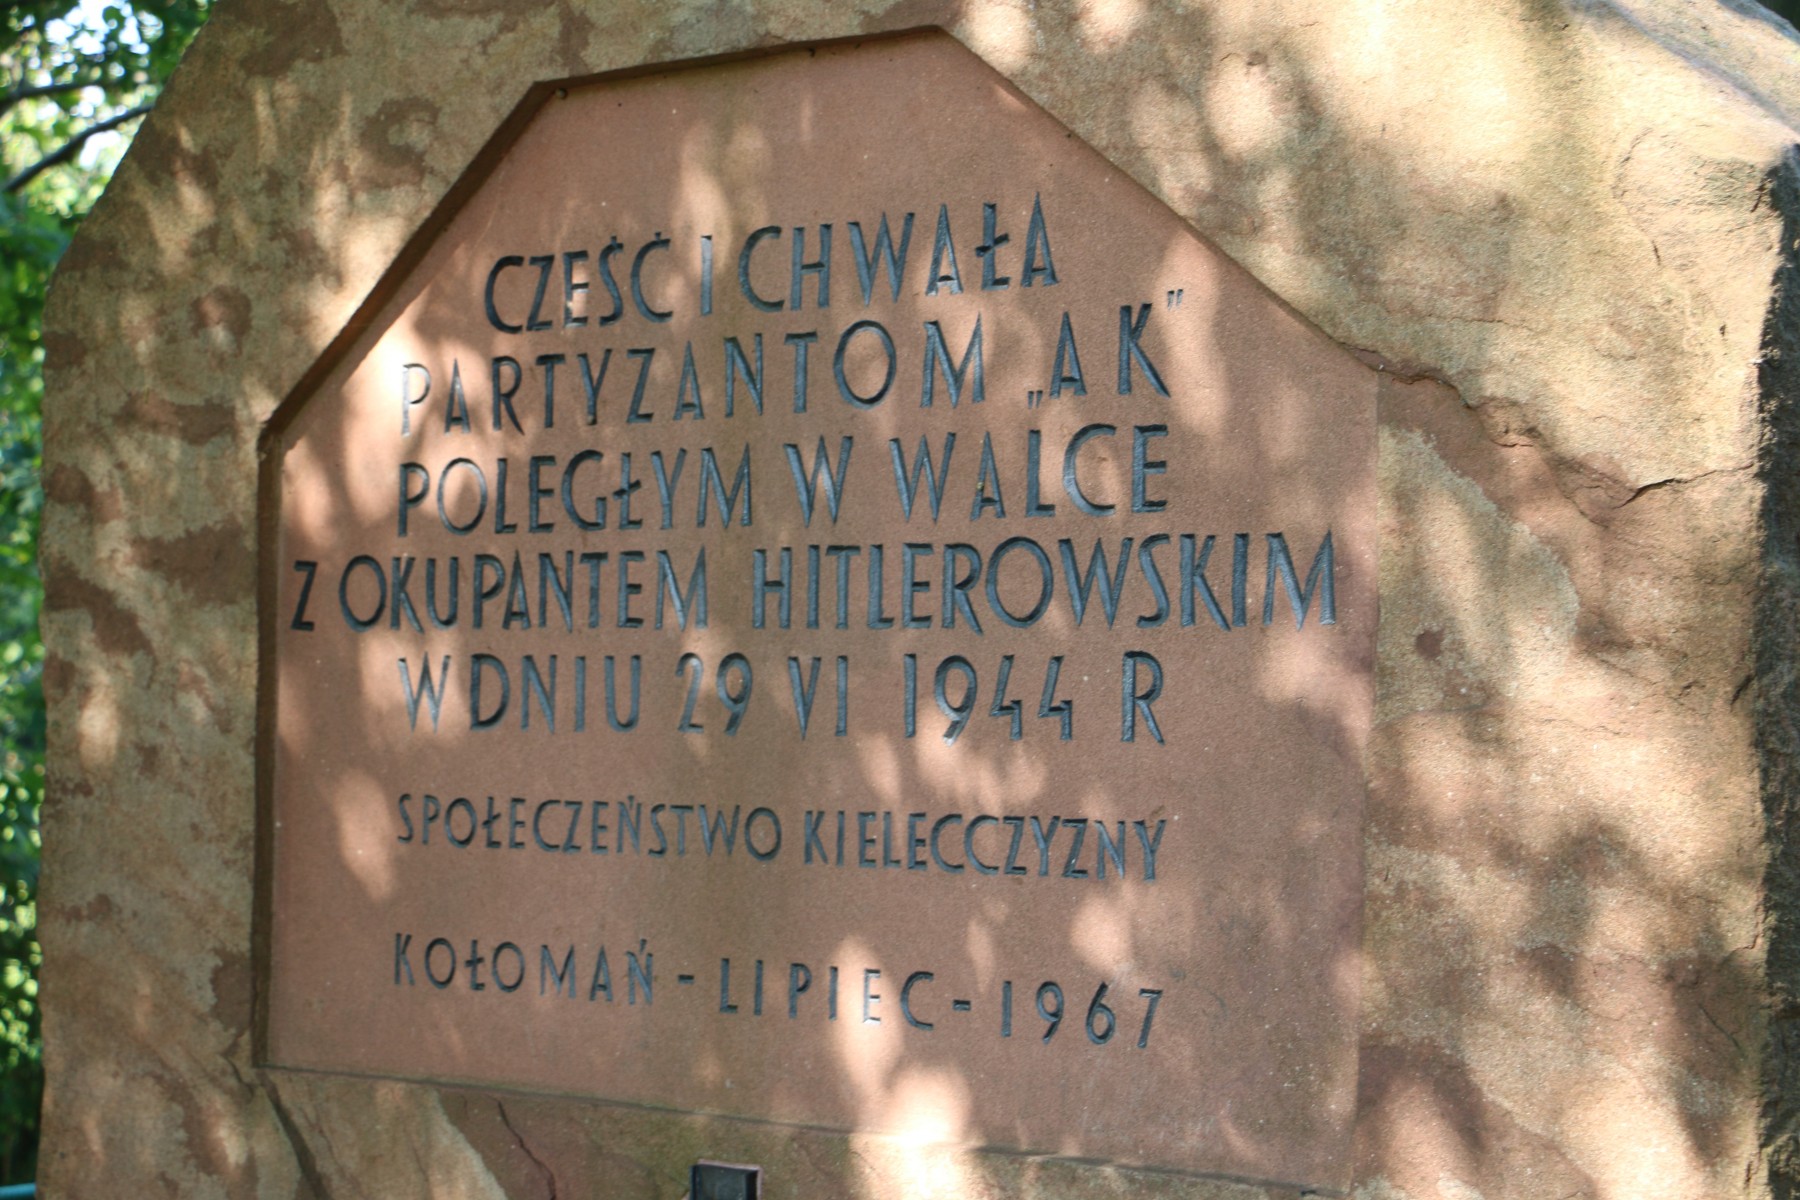 CZEŚĆ I CHWAŁA
PARTYZANTOM „AK"
POLEGŁYM W WALCE
Z OKUPANTEM HITLEROWSKIM
W DNIU 29 VI 1944 R
SPOŁECZEŃSTWO KIELECCZYZNY
KOŁOMAŃ - LIPIEC - 1967